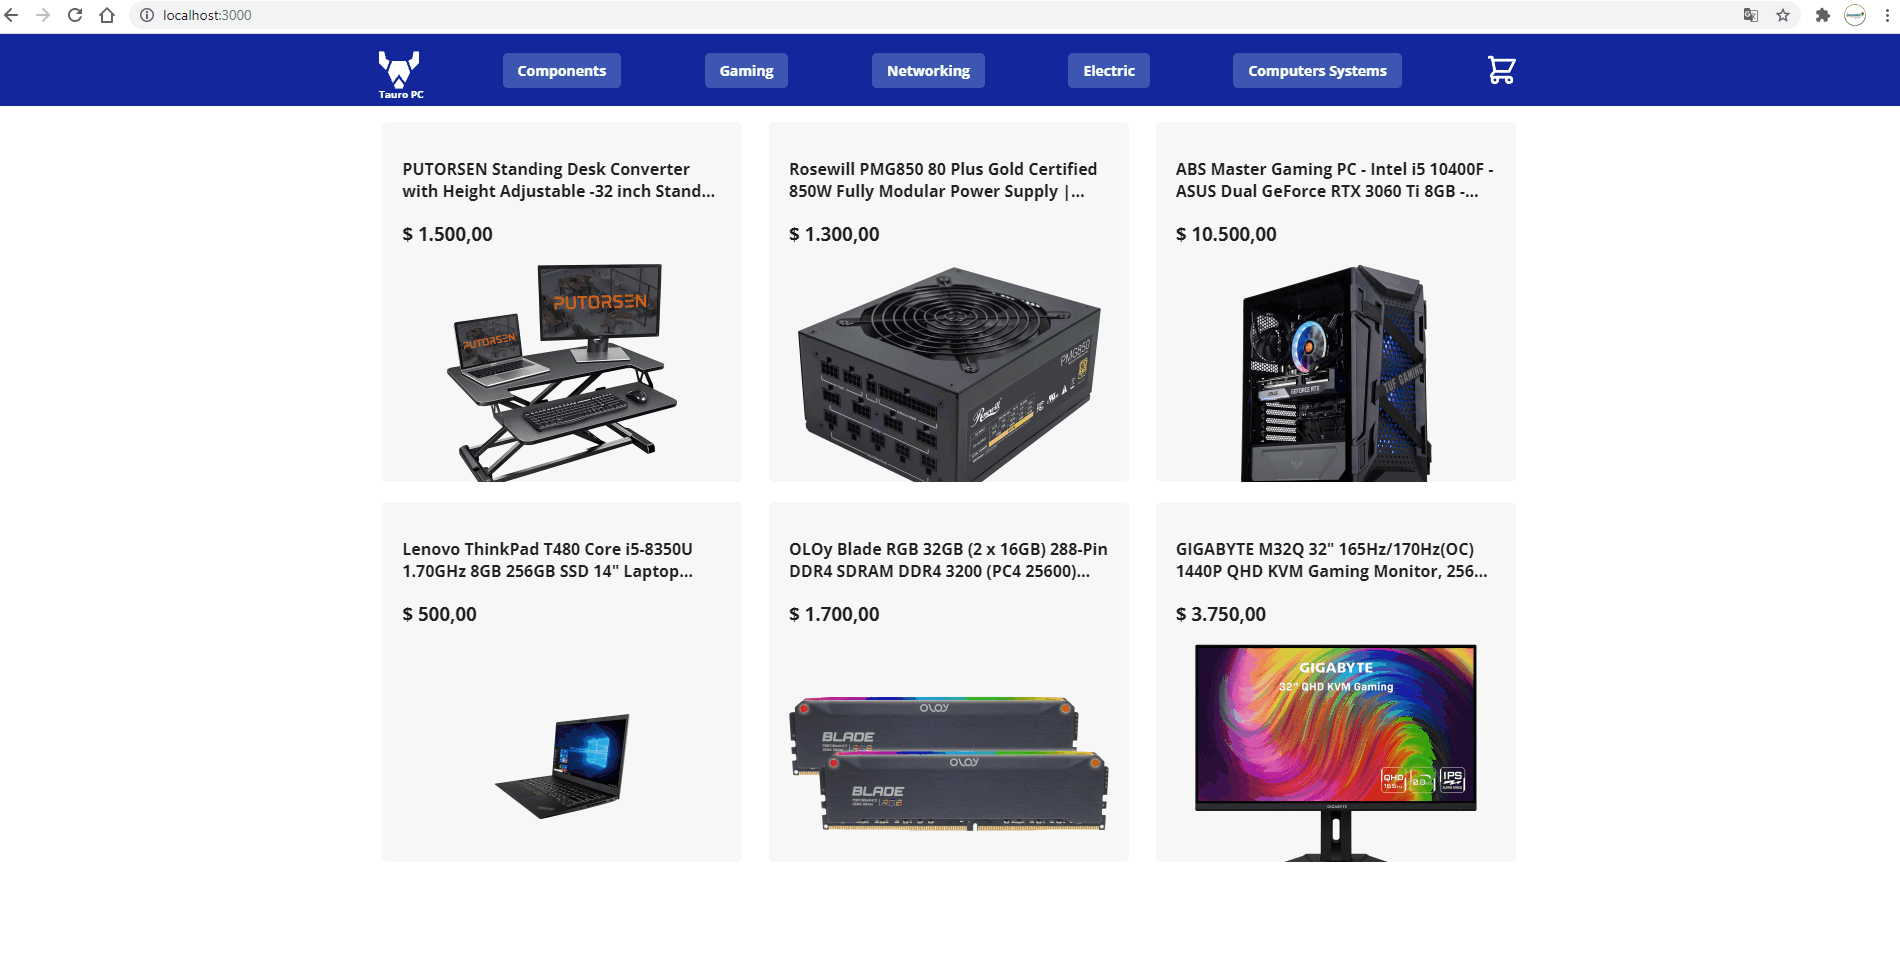 localhost:3000
Tauro PC
Components
Gaming
Networking
Electric
Computers Systems
PUTORSEN Standing Desk Converter
with Height Adjustable -32 inch Stand...
$ 1.500,00
PUTORSEN
PUTORSEN
Rosewill PMG850 80 Plus Gold Certified
850W Fully Modular Power Supply |...
$ 1.300,00
PMG850
Rosewill
ABS Master Gaming PC - Intel i5 10400F -
ASUS Dual GeForce RTX 3060 Ti 8GB -...
$ 10.500,00
TUF GAMING
GEFORCE RTX
Lenovo ThinkPad T480 Core i5-8350U
1.70GHz 8GB 256GB SSD 14" Laptop...
$ 500,00
OLOy Blade RGB 32GB (2 x 16GB) 288-Pin
DDR4 SDRAM DDR4 3200 (PC4 25600)...
$ 1.700,00
OLOy
BLADE
OLOy
BLADE
RGB
GIGABYTE M32Q 32" 165Hz/170Hz(OC)
1440P QHD KVM Gaming Monitor, 256...
$ 3.750,00
GIGABYTE
32" QHD KVM Gaming
QHD
IPS
GIGABYTE